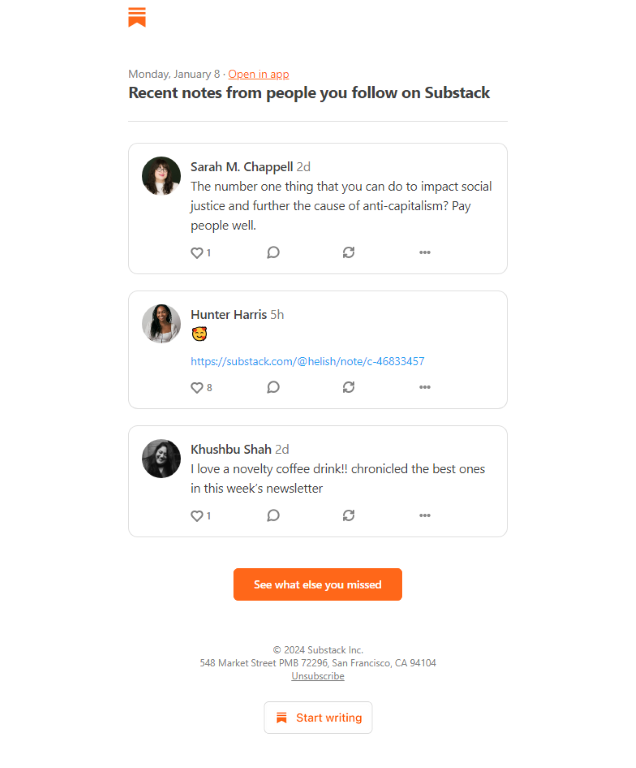 Monday, January 8 · Open in app
Recent notes from people you follow on Substack
Sarah M. Chappell 2d
The number one thing that you can do to impact social
justice and further the cause of anti-capitalism? Pay
people well.
1
Hunter Harris 5h
🥰
https://substack.com/@helish/note/c-46833457
8
Khushbu Shah 2d
I love a novelty coffee drink!! chronicled the best ones
in this week’s newsletter
1
See what else you missed
© 2024 Substack Inc.
548 Market Street PMB 72296, San Francisco, CA 94104
Unsubscribe
Start writing